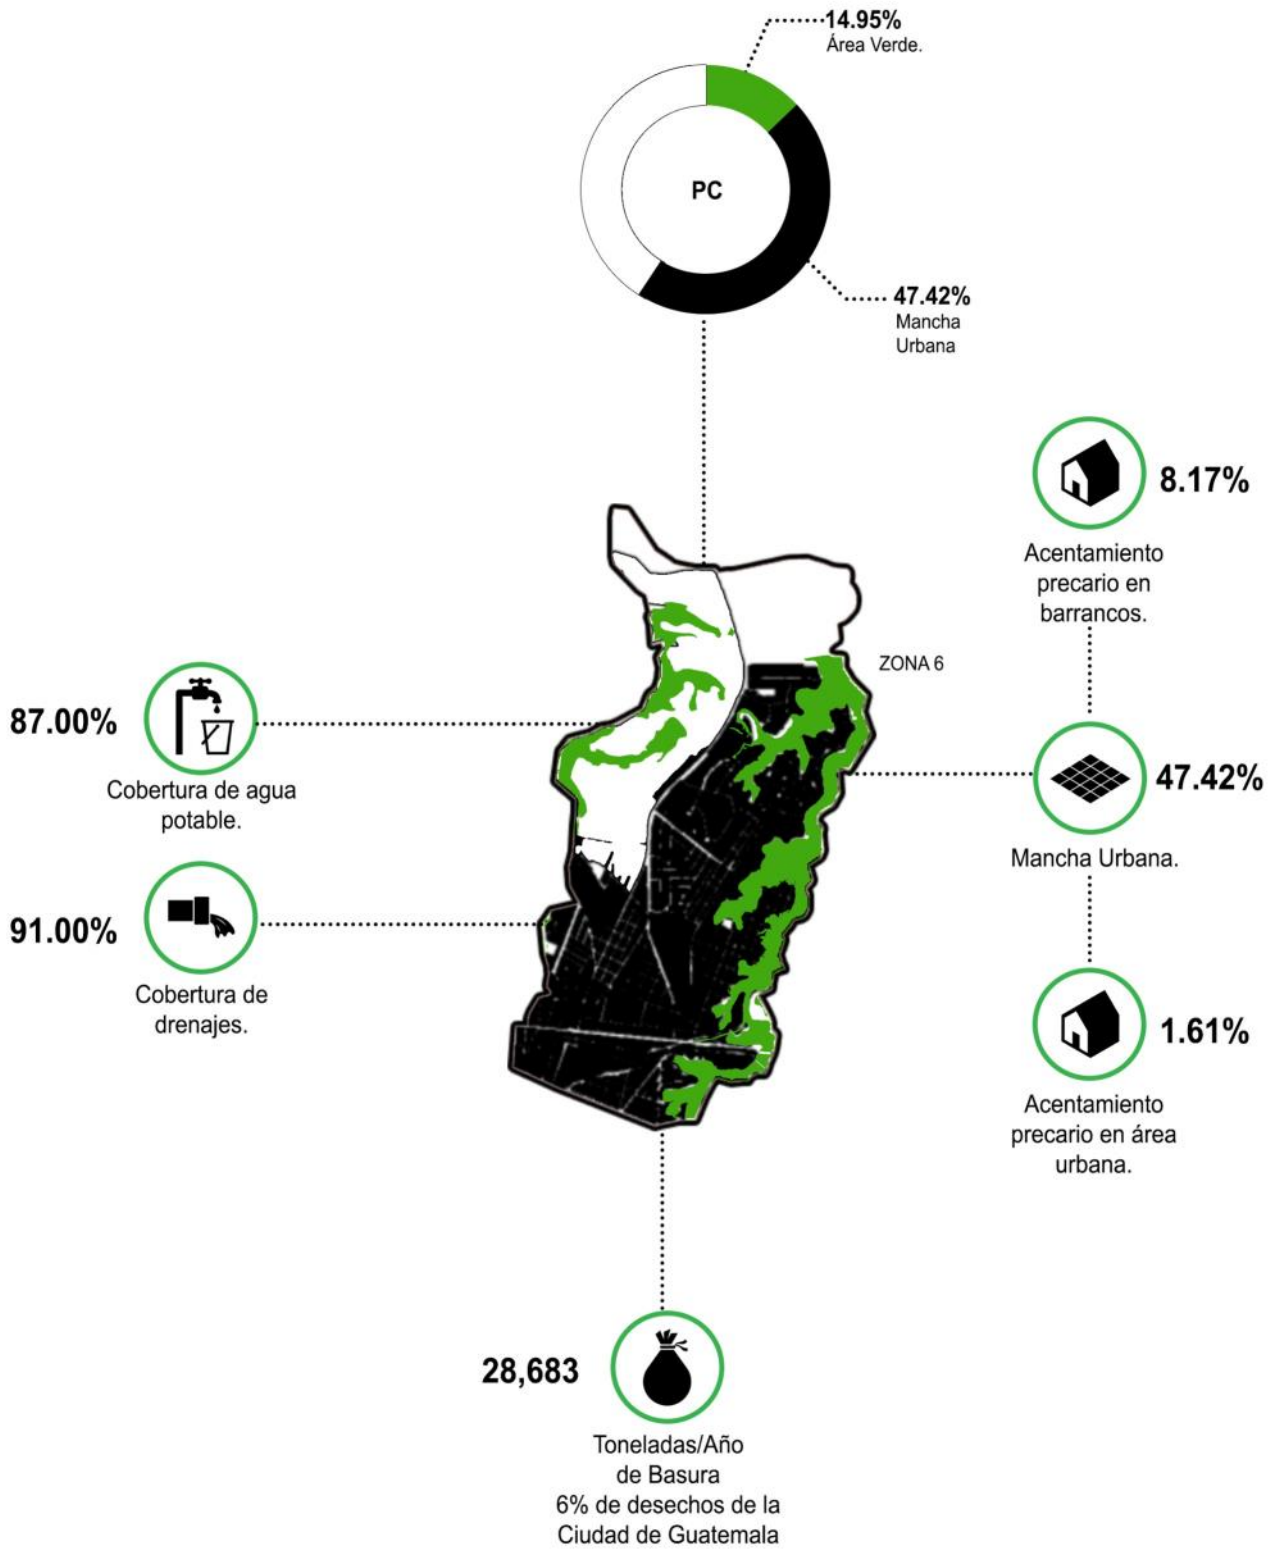 14.95%
Área Verde.
PC
47.42%
Mancha
Urbana
8.17%
Acentamiento
precario en
barrancos.
ZONA 6
87.00%
Cobertura de agua
potable.
47.42%
Mancha Urbana.
91.00%
Cobertura de
drenajes.
1.61%
Acentamiento
precario en área
urbana.
28,683
Toneladas/Año
de Basura
6% de desechos de la
Ciudad de Guatemala